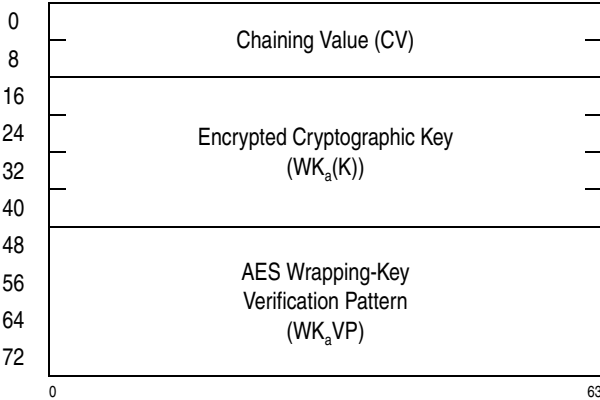 0
Chaining Value (CV)
8
16
24
Encrypted Cryptographic Key
32
(WKa(K))
40
48
AES Wrapping-Key
56
Verification Pattern
64
(WKaVP)
72
0 63